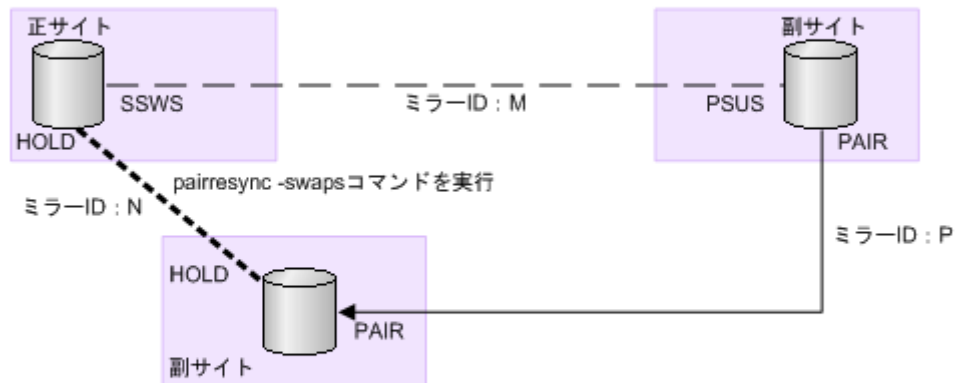 正サイト
副サイト
SSWS
ミラーID：M
PSUS
HOLD
PAIR
pairresync -swapsコマンドを実行
ミラーID：N
ミラーID：P
HOLD
PAIR
副サイト